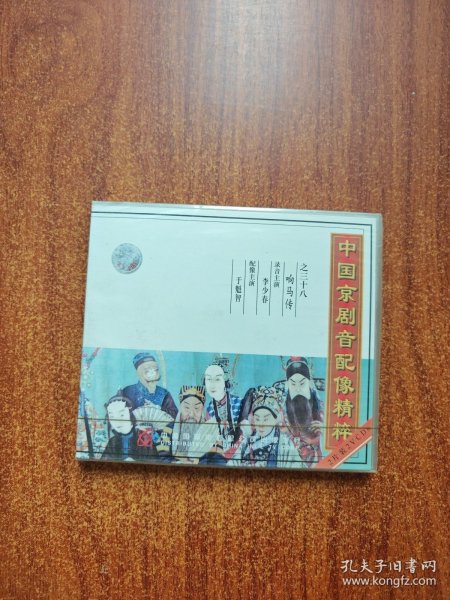 中国京剧音配像精粹
之三十八
响马传
录音主演
李少春
配像主演
于魁智
孔夫子旧书网
www.kongfz.com